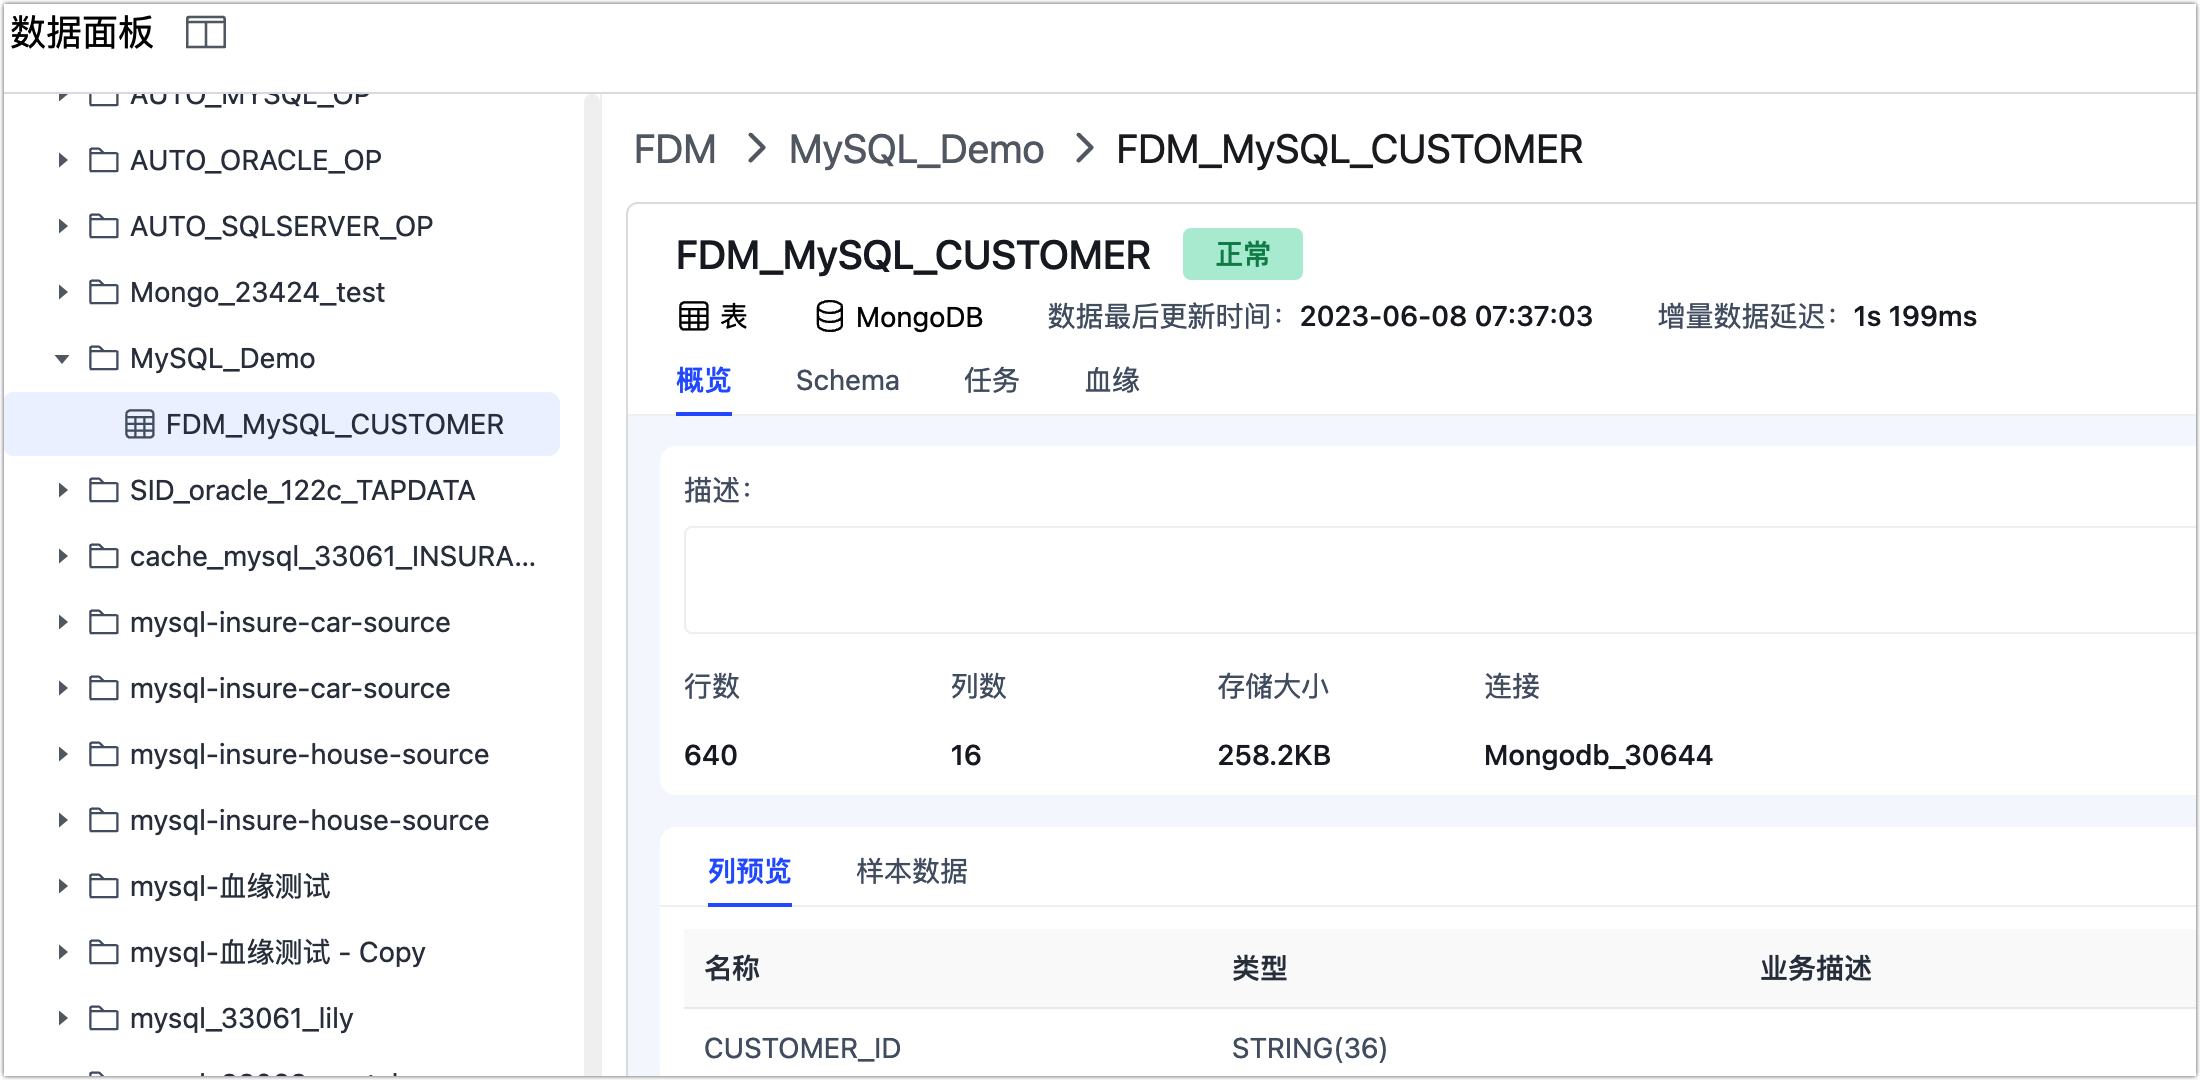 数据面板
AUTO_MYSQL_OP
AUTO_ORACLE_OP
AUTO_SQLSERVER_OP
Mongo_23424_test
MySQL_Demo
FDM_MySQL_CUSTOMER
SID_oracle_122c_TAPDATA
cache_mysql_33061_INSURA...
mysql-insure-car-source
mysql-insure-car-source
mysql-insure-house-source
mysql-insure-house-source
mysql-血缘测试
mysql-血缘测试 - Copy
mysql_33061_lily
FDM > MySQL_Demo > FDM_MySQL_CUSTOMER
FDM_MySQL_CUSTOMER 正常
表 MongoDB 数据最后更新时间： 2023-06-08 07:37:03 增量数据延迟： 1s 199ms
概览 Schema 任务 血缘
描述：
行数 列数 存储大小 连接
640 16 258.2KB Mongodb_30644
列预览 样本数据
名称 类型 业务描述
CUSTOMER_ID STRING(36)